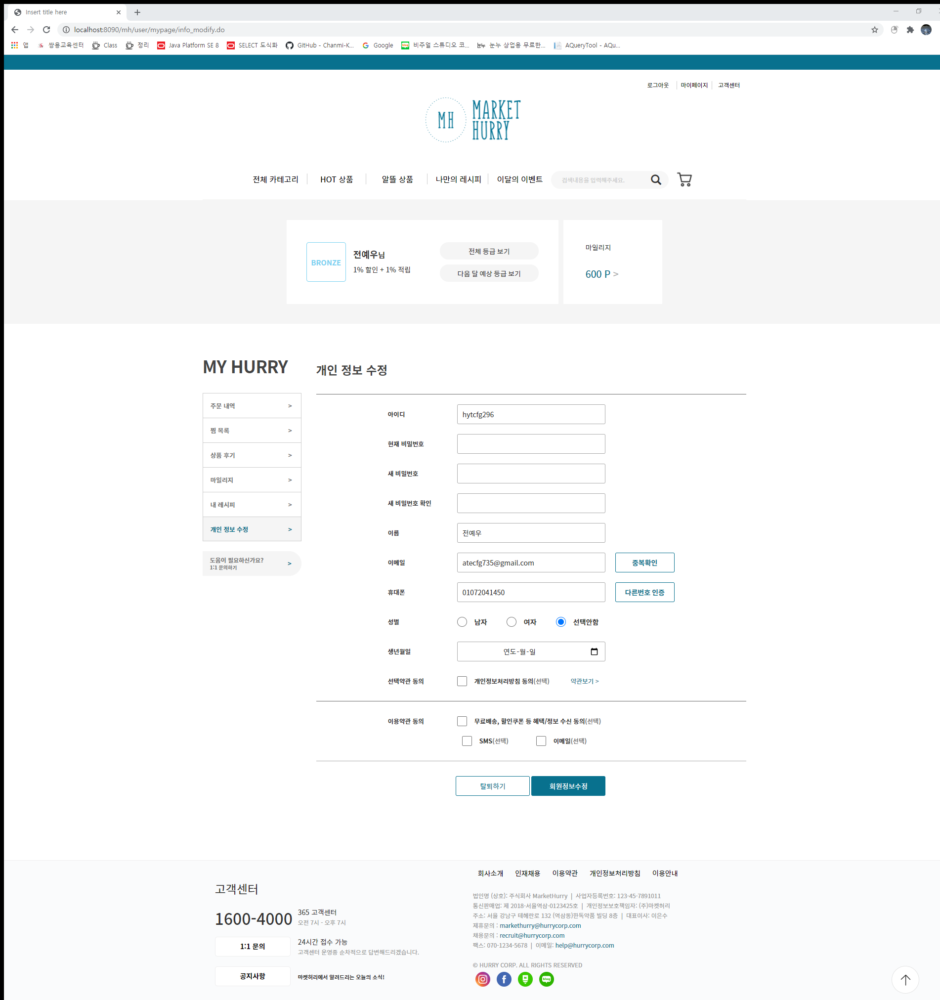 Insert title here
localhost:8090/mh/user/mypage/info_modify.do
앱 쌍용교육센터 Class 정리 Java Platform SE 8 SELECT 도식화 GitHub - Chanmi-K... Google 비주얼 스튜디오 코... 눈누 상업용 무료한... AQueryTool - AQu...
로그아웃 마이페이지 고객센터
MH MARKET HURRY
전체 카테고리 HOT 상품 알뜰 상품 나만의 레시피 이달의 이벤트 검색내용을 입력해주세요.
BRONZE
전예우님
1% 할인 + 1% 적립
전체 등급 보기
다음 달 예상 등급 보기
마일리지
600 P >
MY HURRY
주문 내역 >
찜 목록 >
상품 후기 >
마일리지 >
내 레시피 >
개인 정보 수정 >
도움이 필요하신가요?
1:1 문의하기 >
개인 정보 수정
아이디 hytcfg296
현재 비밀번호
새 비밀번호
새 비밀번호 확인
이름 전예우
이메일 atecfg735@gmail.com 중복확인
휴대폰 01072041450 다른번호 인증
성별 남자 여자 선택안함
생년월일 연도-월-일
선택약관 동의 개인정보처리방침 동의(선택) 약관보기 >
이용약관 동의 무료배송, 할인쿠폰 등 혜택/정보 수신 동의(선택)
SMS(선택) 이메일(선택)
탈퇴하기 회원정보수정
고객센터
1600-4000 365 고객센터
오전 7시 - 오후 7시
1:1 문의 24시간 접수 가능
고객센터 운영중 순차적으로 답변해드리겠습니다.
공지사항 마켓허리에서 알려드리는 오늘의 소식!
회사소개 인재채용 이용약관 개인정보처리방침 이용안내
법인명 (상호): 주식회사 MarketHurry | 사업자등록번호: 123-45-7891011
통신판매업: 제 2018-서울역삼-0123425호 | 개인정보보호책임자: (주)마켓허리
주소: 서울 강남구 테헤란로 132 (역삼동)한독약품 빌딩 8층 | 대표이사: 이은수
제휴문의 : markethurry@hurrycorp.com
채용문의 : recruit@hurrycorp.com
팩스: 070-1234-5678 | 이메일: help@hurrycorp.com
© HURRY CORP. ALL RIGHTS RESERVED
blog